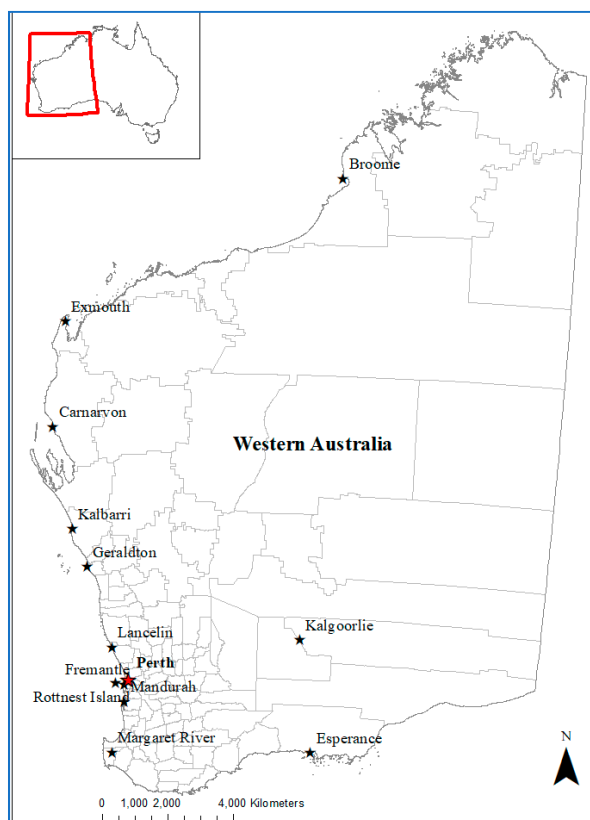 Broome
Exmouth
Carnarvon
Western Australia
Kalbarri
Geraldton
Lancelin
Kalgoorlie
Perth
Fremantle
Mandurah
Rottnest Island
Margaret River
Esperance
N
0 1,000 2,000 4,000 Kilometers